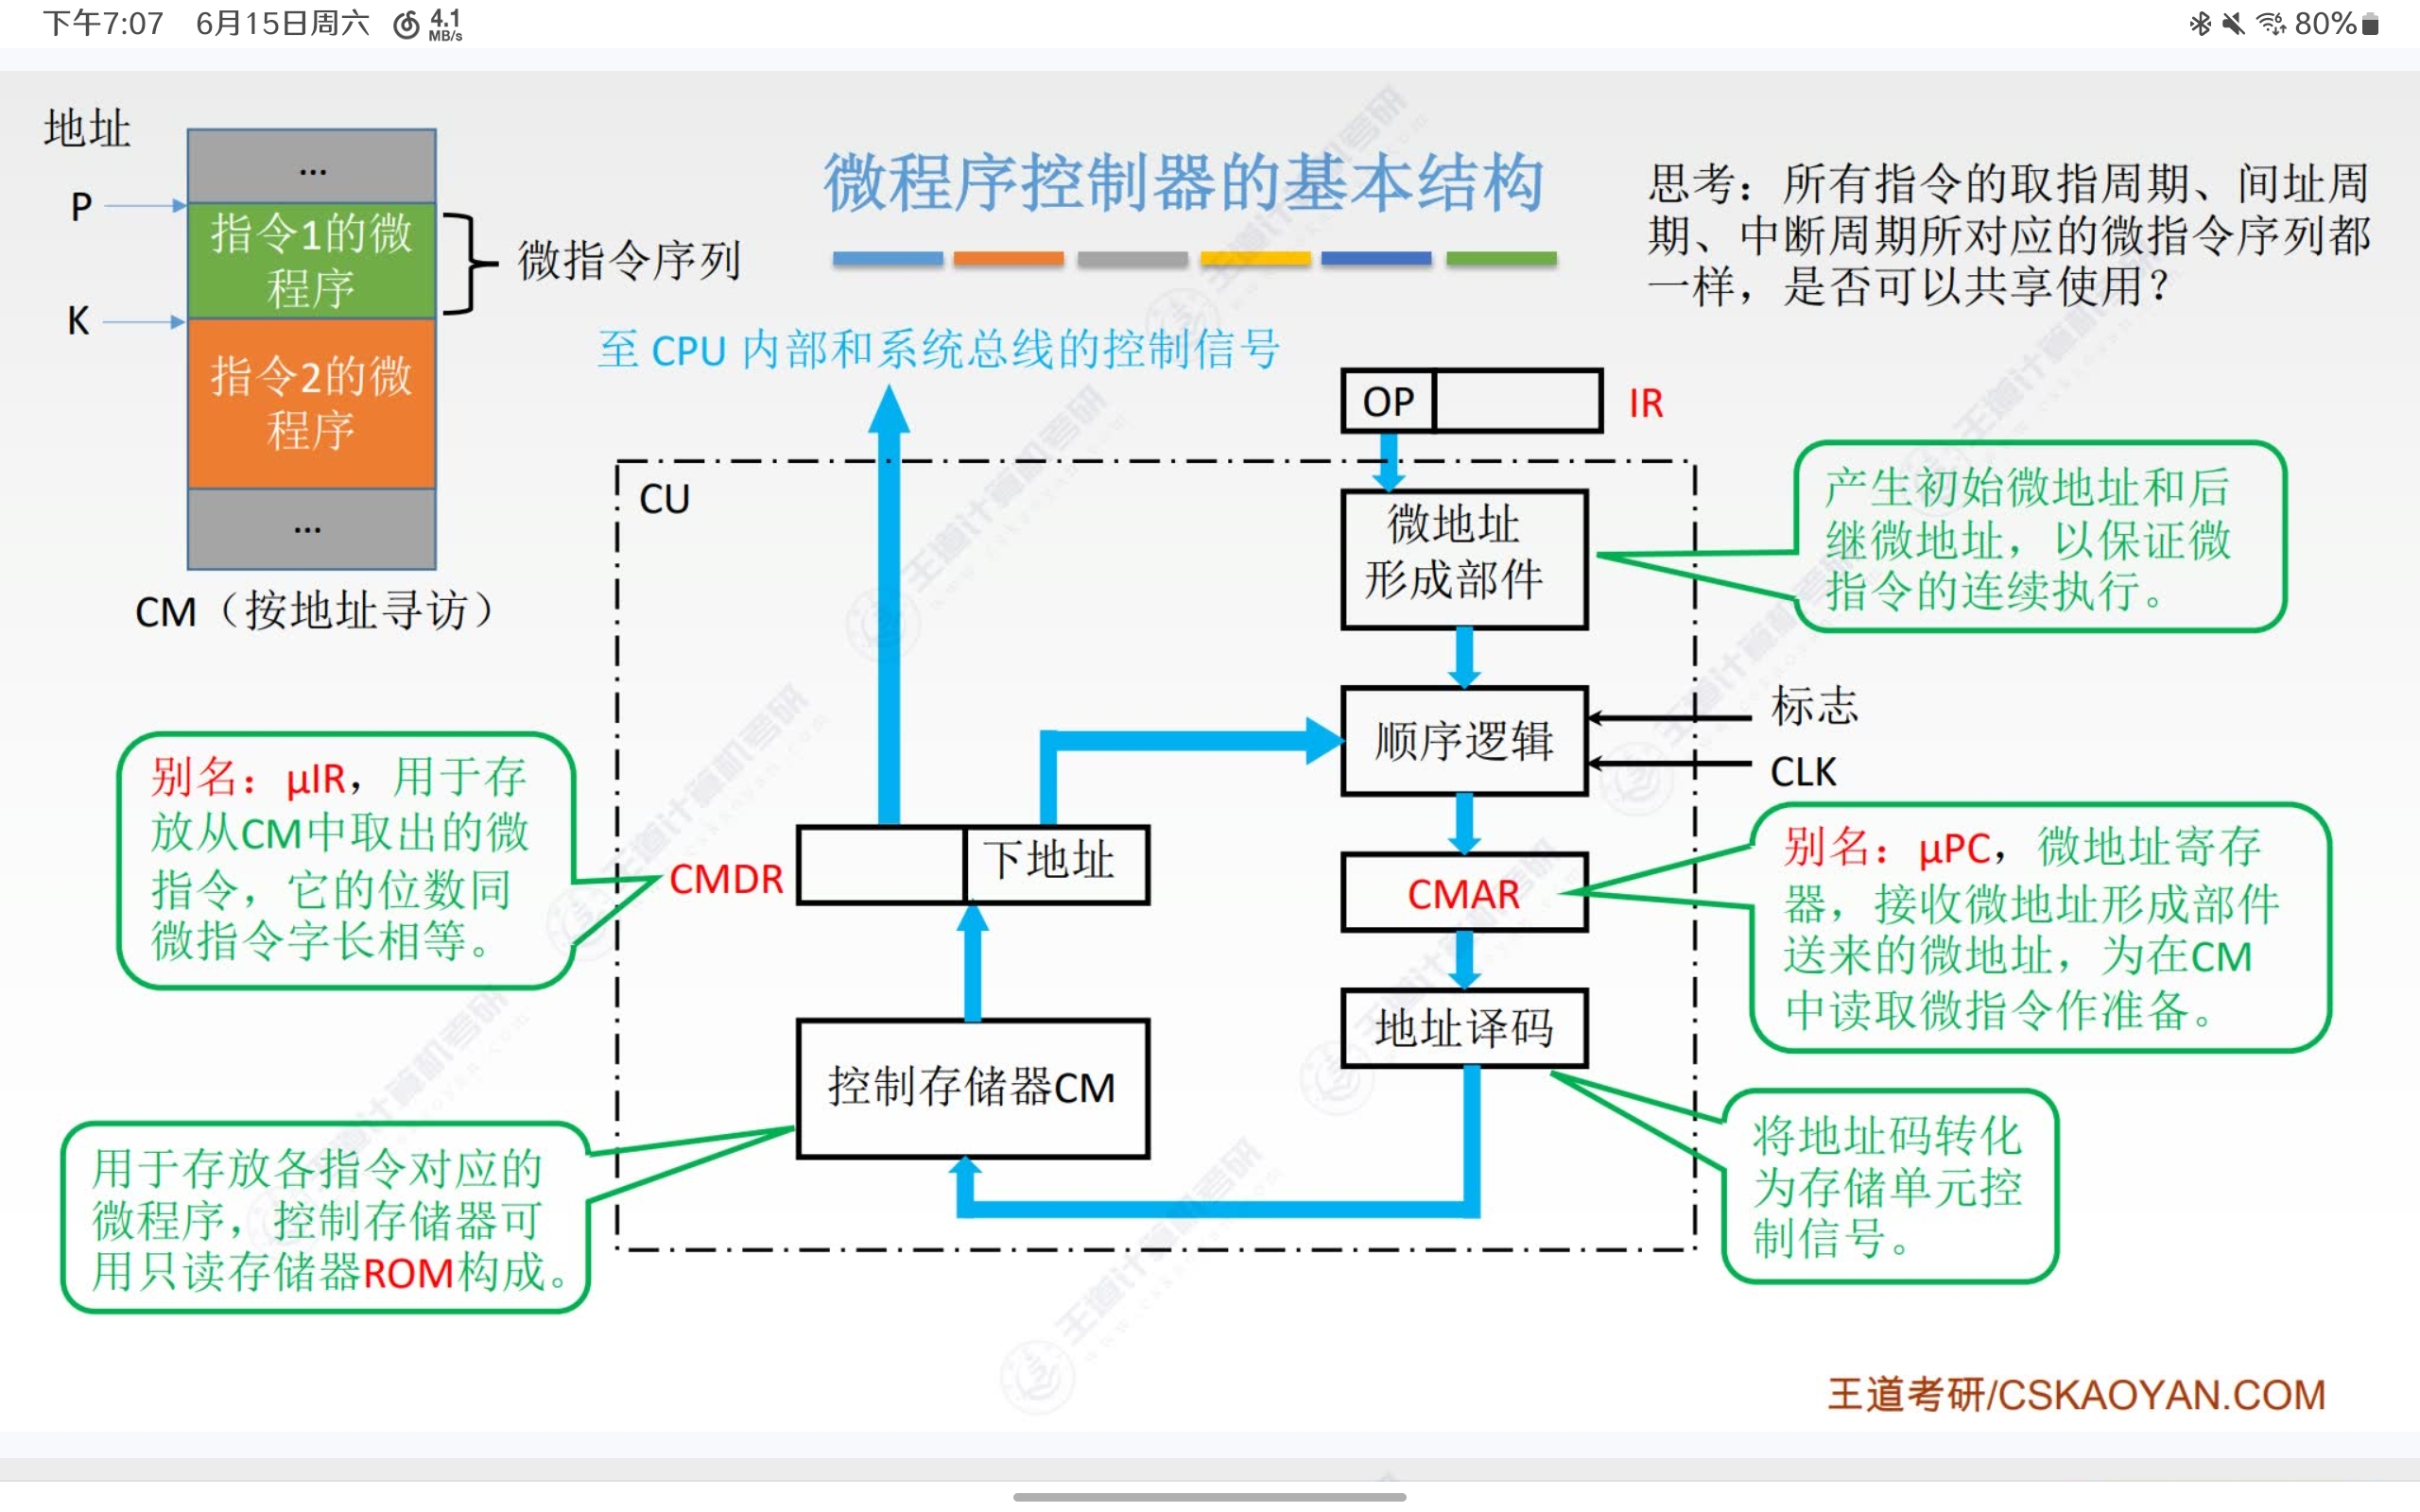 下午7:07 6月15日周六 4.1 MB/s 80%
地址
...
P
指令1的微
程序
微指令序列
K
指令2的微
程序
...
CM（按地址寻访）
微程序控制器的基本结构
思考：所有指令的取指周期、间址周
期、中断周期所对应的微指令序列都
一样，是否可以共享使用？
至 CPU 内部和系统总线的控制信号
OP
IR
CU
微地址
形成部件
产生初始微地址和后
继微地址，以保证微
指令的连续执行。
顺序逻辑
标志
CLK
别名：μIR，用于存
放从CM中取出的微
指令，它的位数同
微指令字长相等。
CMDR
下地址
CMAR
别名：μPC，微地址寄存
器，接收微地址形成部件
送来的微地址，为在CM
中读取微指令作准备。
地址译码
控制存储器CM
用于存放各指令对应的
微程序，控制存储器可
用只读存储器ROM构成。
将地址码转化
为存储单元控
制信号。
王道考研/CSKAOYAN.COM
王道计算机考研
www.cskaoyan.com